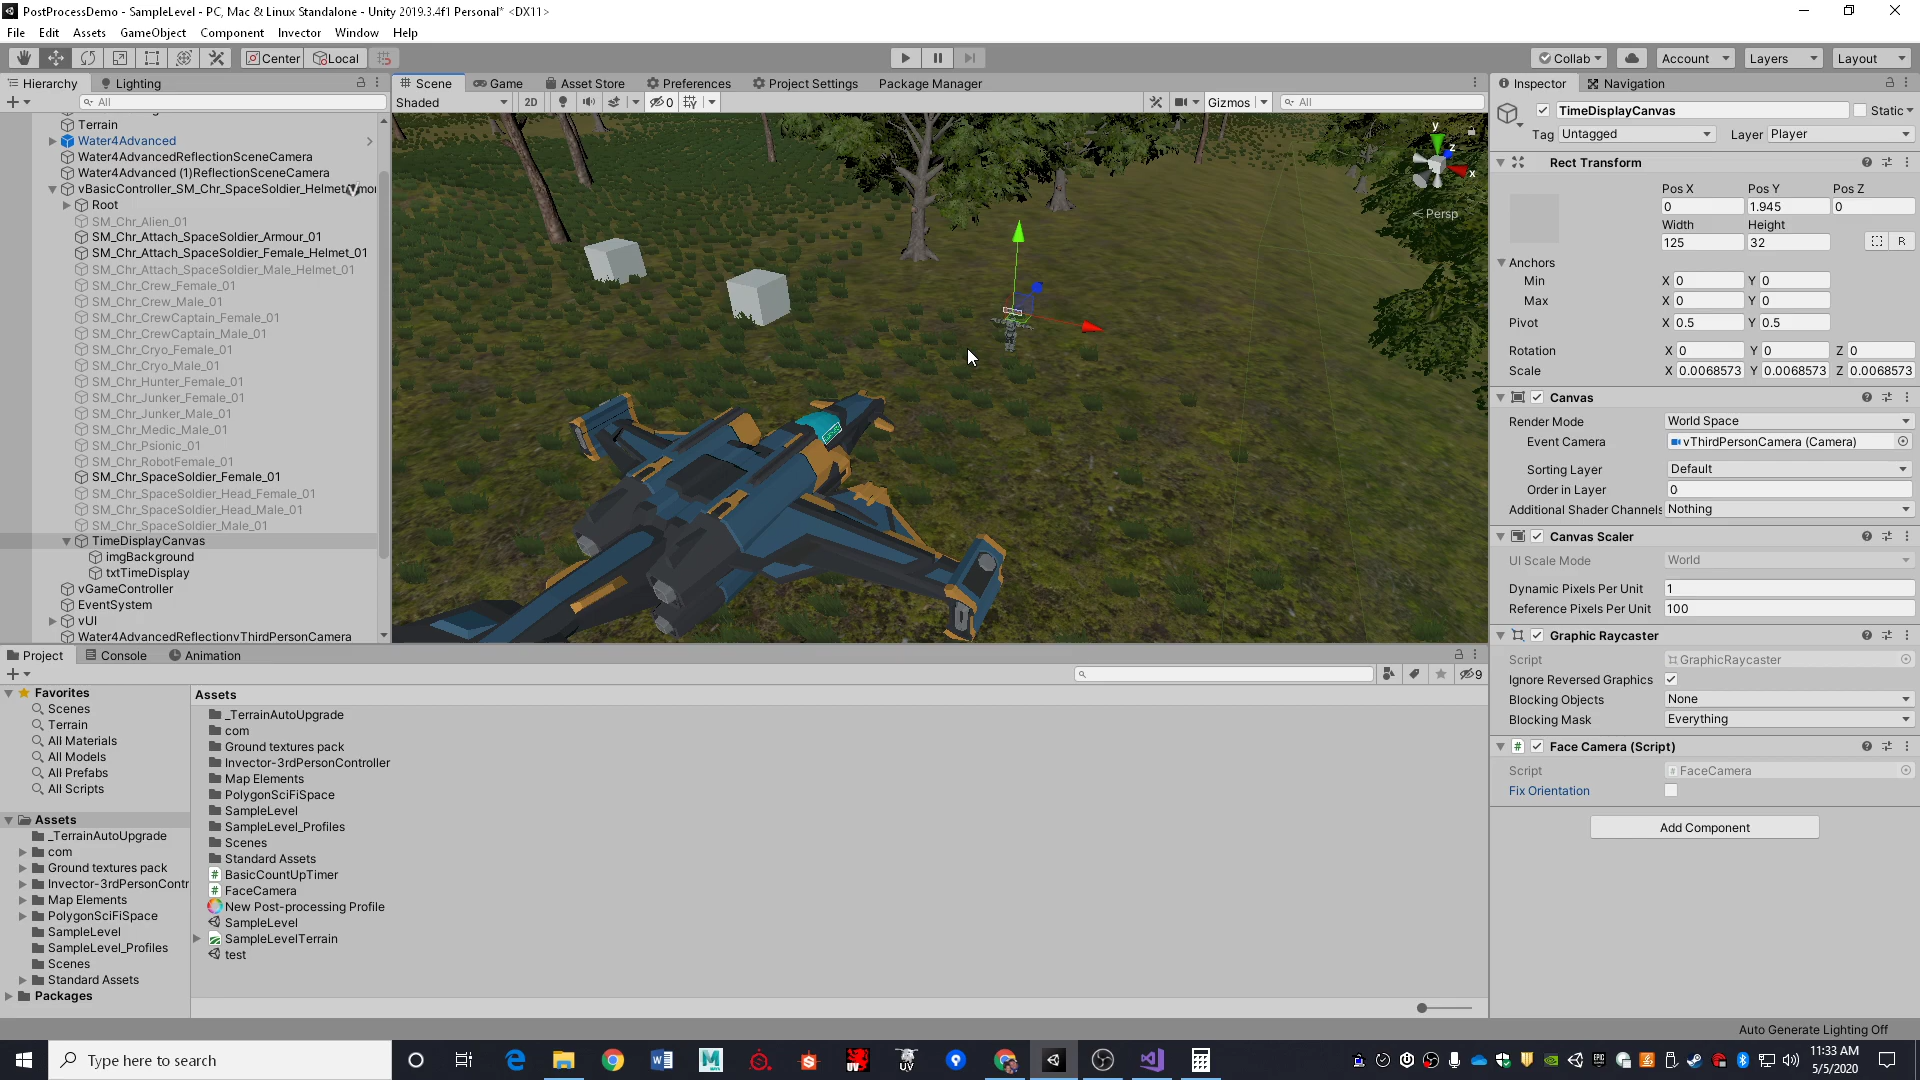 PostProcessDemo - SampleLevel - PC, Mac & Linux Standalone - Unity 2019.3.4f1 Personal* <DX11>
File Edit Assets GameObject Component Invector Window Help
Center Local Collab Account Layers Layout
Hierarchy Lighting
All
Terrain
Water4Advanced
Water4AdvancedReflectionSceneCamera
Water4Advanced (1)ReflectionSceneCamera
vBasicController_SM_Chr_SpaceSoldier_Helmet
Root
SM_Chr_Alien_01
SM_Chr_Attach_SpaceSoldier_Armour_01
SM_Chr_Attach_SpaceSoldier_Female_Helmet_01
SM_Chr_Attach_SpaceSoldier_Male_Helmet_01
SM_Chr_Crew_Female_01
SM_Chr_Crew_Male_01
SM_Chr_CrewCaptain_Female_01
SM_Chr_CrewCaptain_Male_01
SM_Chr_Cryo_Female_01
SM_Chr_Cryo_Male_01
SM_Chr_Hunter_Female_01
SM_Chr_Junker_Female_01
SM_Chr_Junker_Male_01
SM_Chr_Medic_Male_01
SM_Chr_Psionic_01
SM_Chr_RobotFemale_01
SM_Chr_SpaceSoldier_Female_01
SM_Chr_SpaceSoldier_Head_Female_01
SM_Chr_SpaceSoldier_Head_Male_01
SM_Chr_SpaceSoldier_Male_01
TimeDisplayCanvas
imgBackground
txtTimeDisplay
vGameController
EventSystem
vUI
Water4AdvancedReflectionvThirdPersonCamera
Scene Game Asset Store Preferences Project Settings Package Manager
Shaded 2D 0 Gizmos All
y
z
x
Persp
Inspector Navigation
TimeDisplayCanvas Static
Tag Untagged Layer Player
Rect Transform
Pos X Pos Y Pos Z
0 1.945 0
Width Height
125 32 R
Anchors
Min X 0 Y 0
Max X 0 Y 0
Pivot X 0.5 Y 0.5
Rotation X 0 Y 0 Z 0
Scale X 0.0068573 Y 0.0068573 Z 0.0068573
Canvas
Render Mode World Space
Event Camera vThirdPersonCamera (Camera)
Sorting Layer Default
Order in Layer 0
Additional Shader Channels Nothing
Canvas Scaler
UI Scale Mode World
Dynamic Pixels Per Unit 1
Reference Pixels Per Unit 100
Graphic Raycaster
Script GraphicRaycaster
Ignore Reversed Graphics
Blocking Objects None
Blocking Mask Everything
Face Camera (Script)
Script FaceCamera
Fix Orientation
Add Component
Project Console Animation
9
Favorites
Scenes
Terrain
All Materials
All Models
All Prefabs
All Scripts
Assets
_TerrainAutoUpgrade
com
Ground textures pack
Invector-3rdPersonContr
Map Elements
PolygonSciFiSpace
SampleLevel
SampleLevel_Profiles
Scenes
Standard Assets
Packages
Assets
_TerrainAutoUpgrade
com
Ground textures pack
Invector-3rdPersonController
Map Elements
PolygonSciFiSpace
SampleLevel
SampleLevel_Profiles
Scenes
Standard Assets
BasicCountUpTimer
FaceCamera
New Post-processing Profile
SampleLevel
SampleLevelTerrain
test
Auto Generate Lighting Off
Type here to search
11:33 AM
5/5/2020